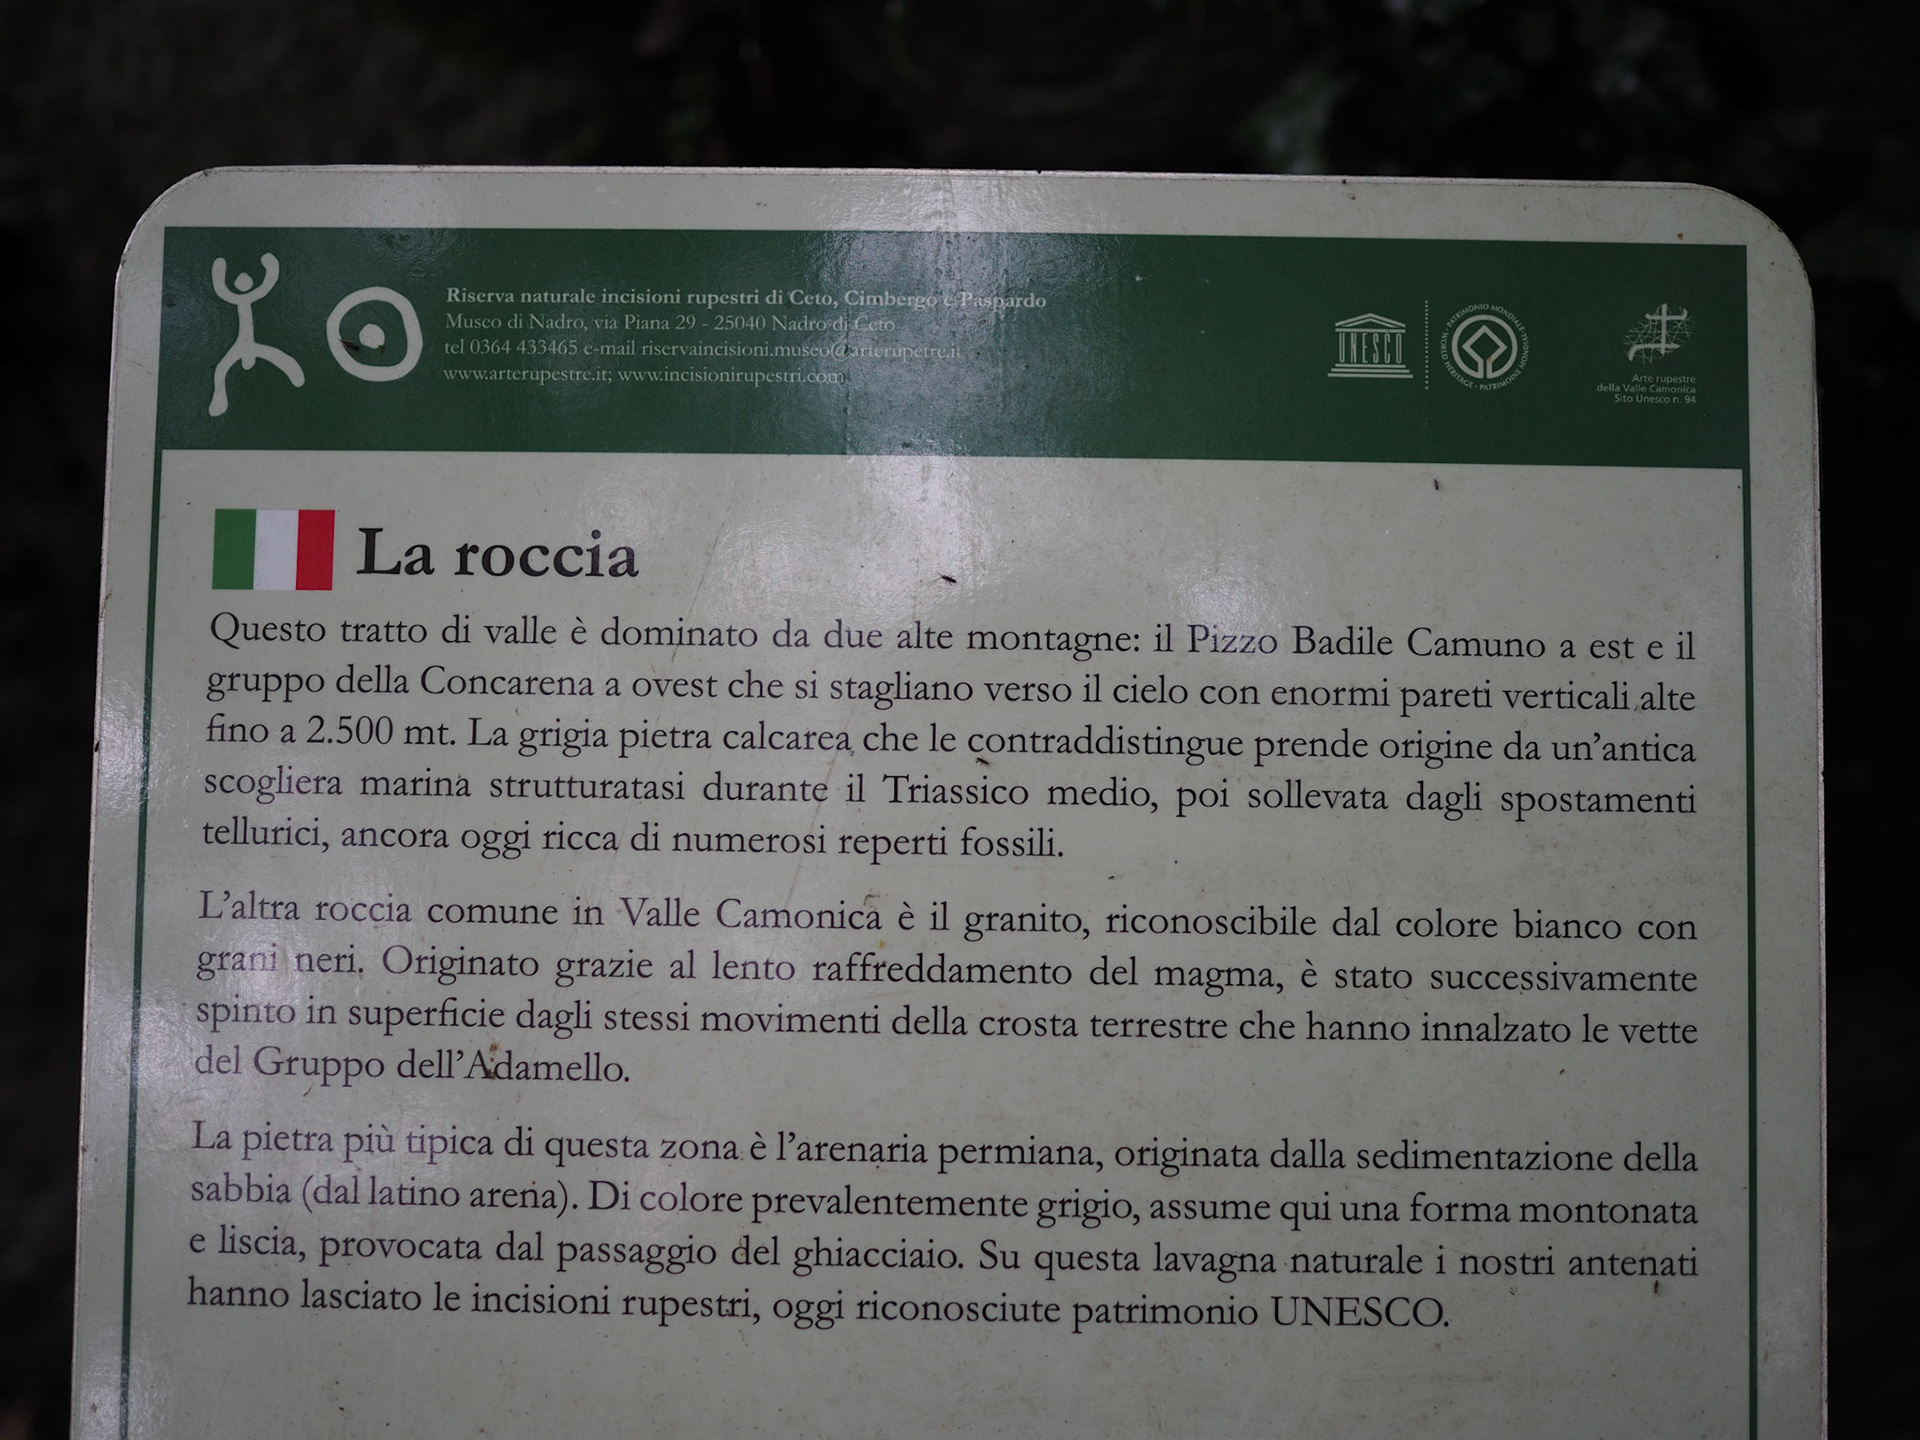 Riserva naturale incisioni rupestri di Ceto, Cimbergo e Paspardo
Museo di Nadro, via Piana 29 - 25040 Nadro di Ceto
tel 0364 433465 e-mail riservaincisioni.museo@arterupetre.it
www.arterupestre.it; www.incisionirupestri.com
UNESCO
PATRIMONIO MONDIALE • WORLD HERITAGE • PATRIMOINE MONDIAL •
Arte rupestre
della Valle Camonica
Sito Unesco n. 94
La roccia
Questo tratto di valle è dominato da due alte montagne: il Pizzo Badile Camuno a est e il
gruppo della Concarena a ovest che si stagliano verso il cielo con enormi pareti verticali alte
fino a 2.500 mt. La grigia pietra calcarea che le contraddistingue prende origine da un'antica
scogliera marina strutturatasi durante il Triassico medio, poi sollevata dagli spostamenti
tellurici, ancora oggi ricca di numerosi reperti fossili.
L'altra roccia comune in Valle Camonica è il granito, riconoscibile dal colore bianco con
grani neri. Originato grazie al lento raffreddamento del magma, è stato successivamente
spinto in superficie dagli stessi movimenti della crosta terrestre che hanno innalzato le vette
del Gruppo dell'Adamello.
La pietra più tipica di questa zona è l'arenaria permiana, originata dalla sedimentazione della
sabbia (dal latino arena). Di colore prevalentemente grigio, assume qui una forma montonata
e liscia, provocata dal passaggio del ghiacciaio. Su questa lavagna naturale i nostri antenati
hanno lasciato le incisioni rupestri, oggi riconosciute patrimonio UNESCO.